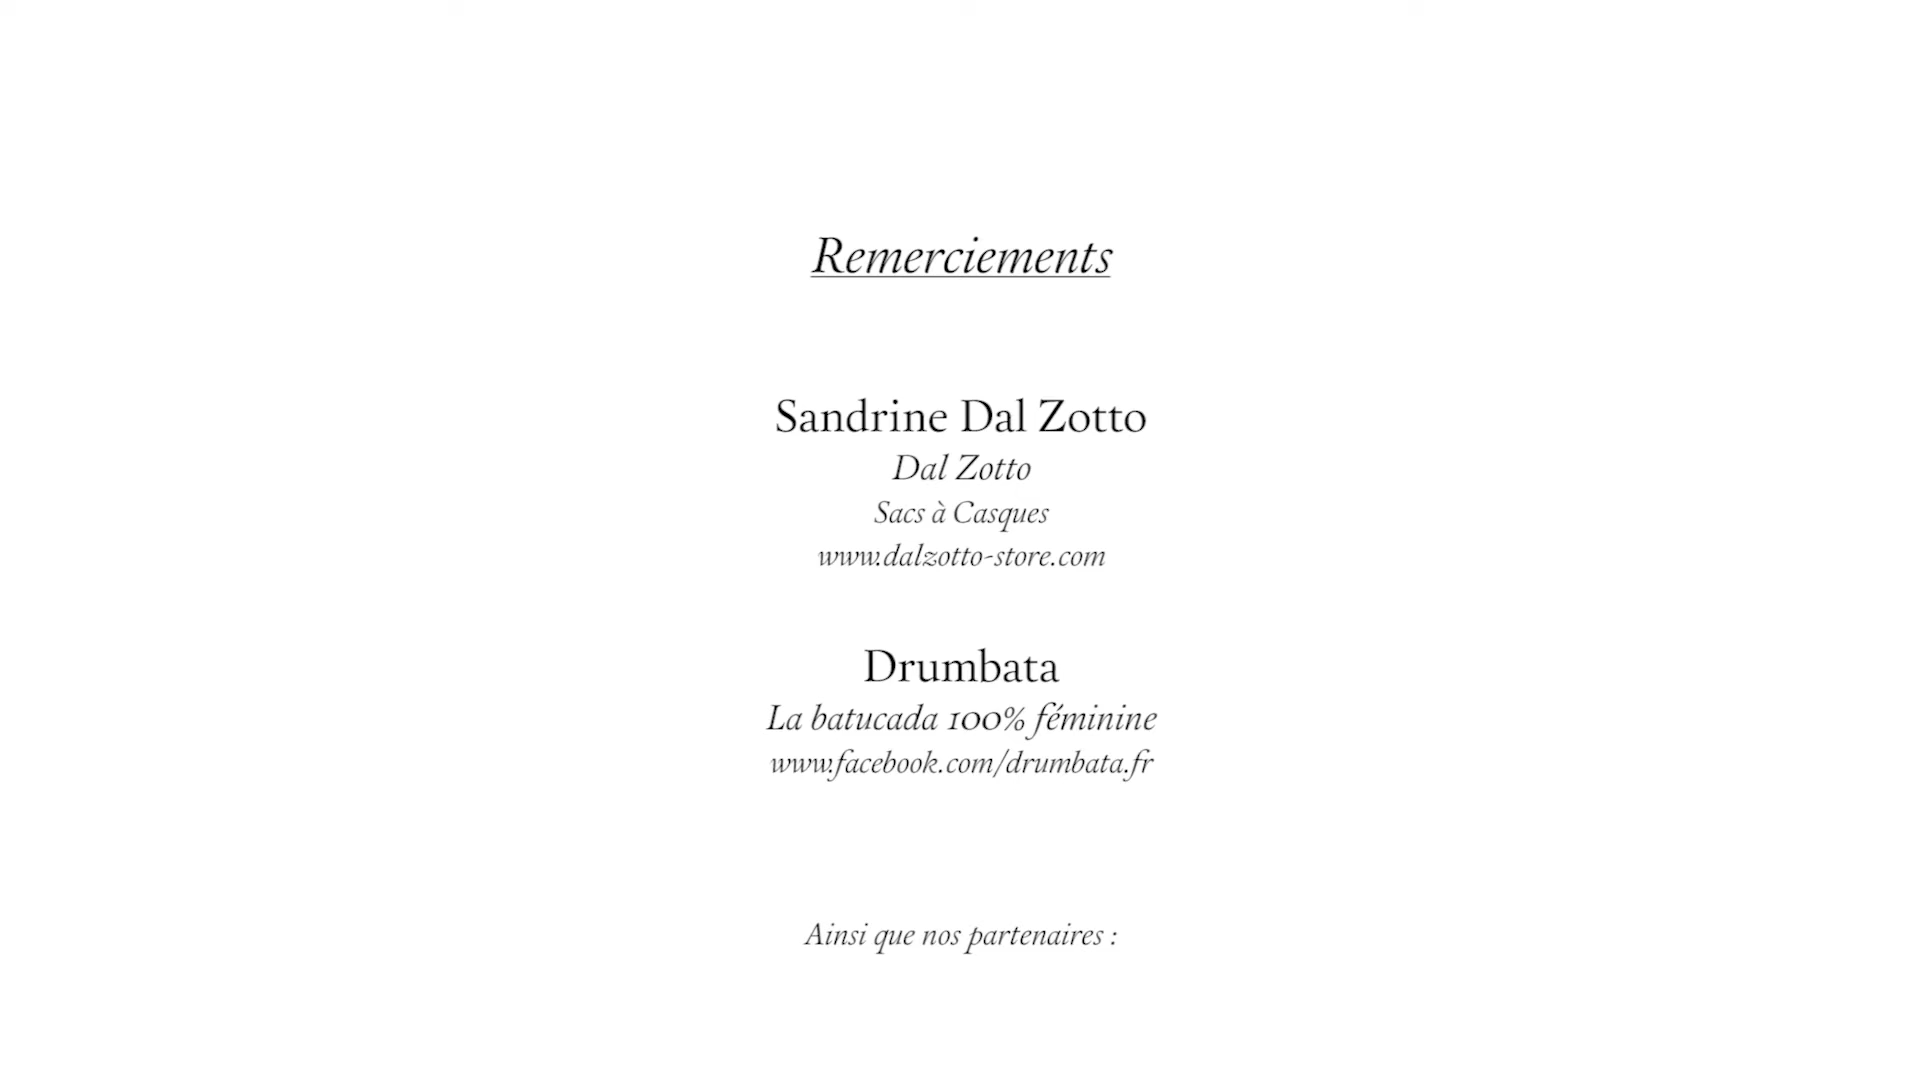 Remerciements
Sandrine Dal Zotto
Dal Zotto
Sacs à Casques
www.dalzotto-store.com
Drumbata
La batucada 100% féminine
www.facebook.com/drumbata.fr
Ainsi que nos partenaires :